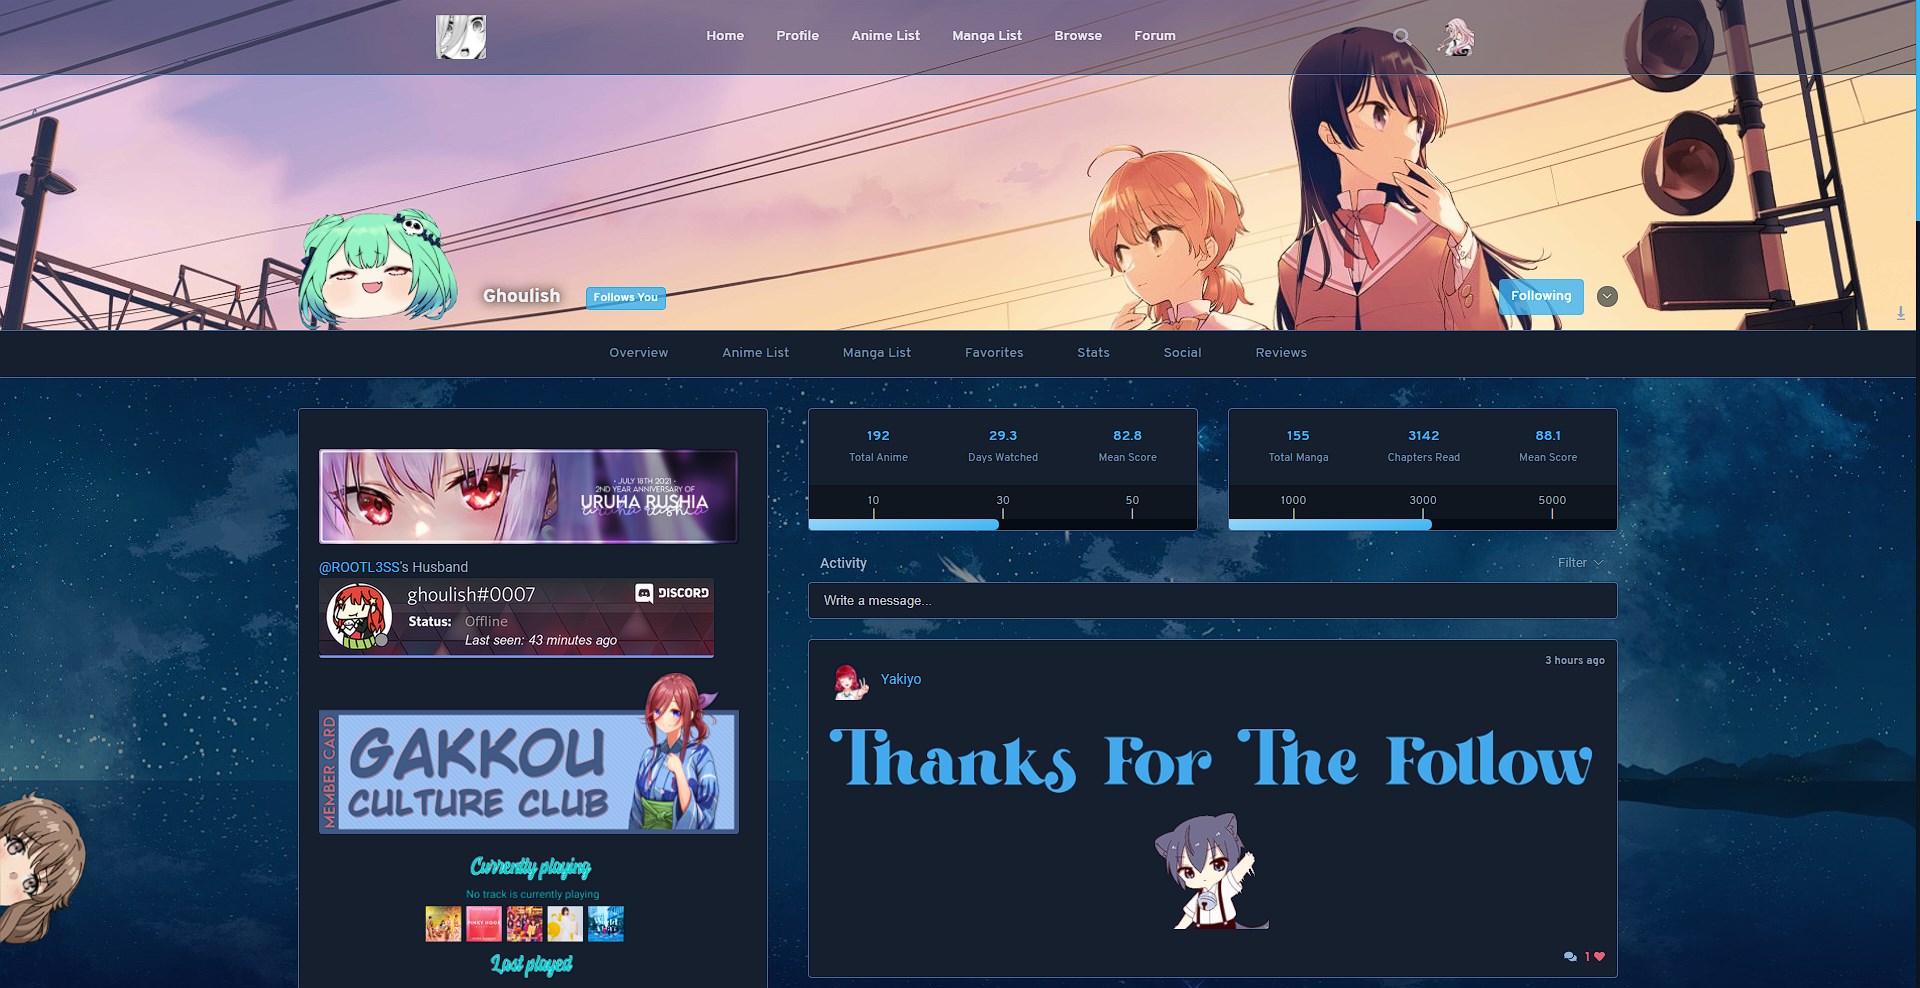 Home
Profile
Anime List
Manga List
Browse
Forum
Ghoulish
Follows You
Following
Overview
Anime List
Manga List
Favorites
Stats
Social
Reviews
• JULY 18TH 2021 •
2ND YEAR ANNIVERSARY OF
URUHA RUSHIA
uruha rushia
@ROOTL3SS's Husband
ghoulish#0007
DISCORD
Status: Offline
Last seen: 43 minutes ago
MEMBER CARD
GAKKOU
CULTURE CLUB
Currently playing
No track is currently playing
PINKY HOOK
Last played
192
29.3
82.8
Total Anime
Days Watched
Mean Score
10
30
50
155
3142
88.1
Total Manga
Chapters Read
Mean Score
1000
3000
5000
Activity
Filter
Write a message...
Yakiyo
3 hours ago
Thanks For The Follow
1